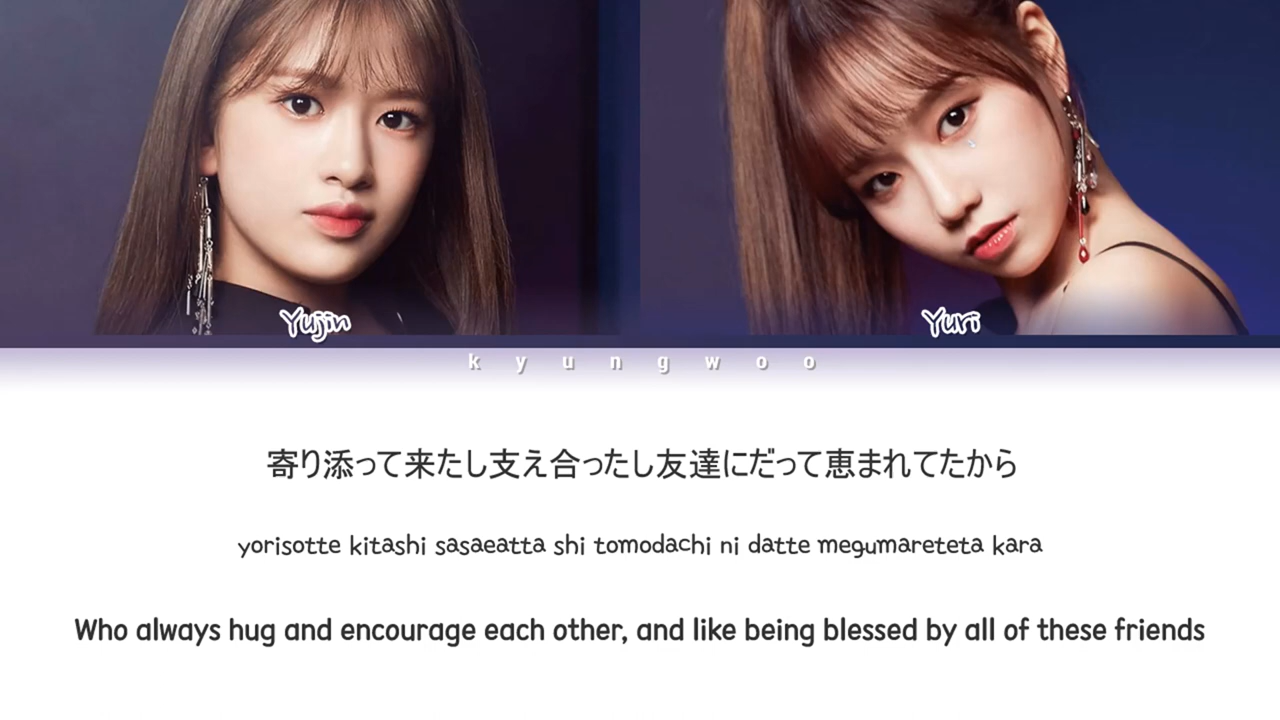 Yujin
Yuri
kyungwoo
寄り添って来たし支え合ったし友達にだって恵まれてたから
yorisotte kitashi sasaeatta shi tomodachi ni datte megumareteta kara
Who always hug and encourage each other, and like being blessed by all of these friends